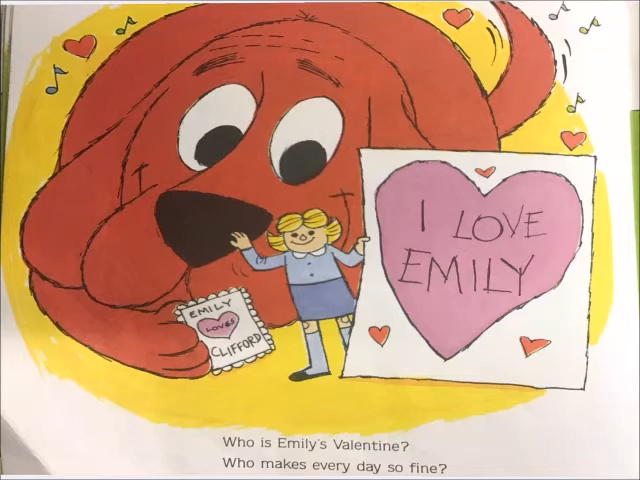 I LOVE
EMILY
EMILY
LOVES
CLIFFORD
Who is Emily's Valentine?
Who makes every day so fine?